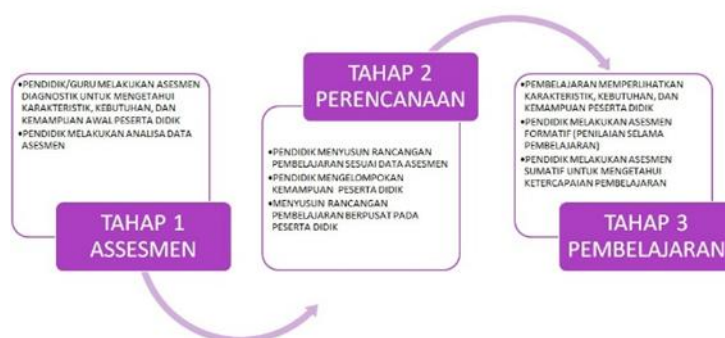 •PENDIDIK/GURU MELAKUKAN ASESMEN
DIAGNOSTIK UNTUK MENGETAHUI
KARAKTERISTIK, KEBUTUHAN, DAN
KEMAMPUAN AWAL PESERTA DIDIK
•PENDIDIK MELAKUKAN ANALISA DATA
ASESMEN
TAHAP 1
ASSESMEN
TAHAP 2
PERENCANAAN
•PENDIDIK MENYUSUN RANCANGAN
PEMBELAJARAN SESUAI DATA ASESMEN
•PENDIDIK MENGELOMPOKAN
KEMAMPUAN PESERTA DIDIK
•MENYUSUN RANCANGAN
PEMBELAJARAN BERPUSAT PADA
PESERTA DIDIK
•PEMBELAJARAN MEMPERLIHATKAN
KARAKTERISTIK, KEBUTUHAN, DAN
KEMAMPUAN PESERTA DIDIK
•PENDIDIK MELAKUKAN ASESMEN
FORMATIF (PENILAIAN SELAMA
PEMBELAJARAN)
•PENDIDIK MELAKUKAN ASESMEN
SUMATIF UNTUK MENGETAHUI
KETERCAPAIAN PEMBELAJARAN
TAHAP 3
PEMBELAJARAN